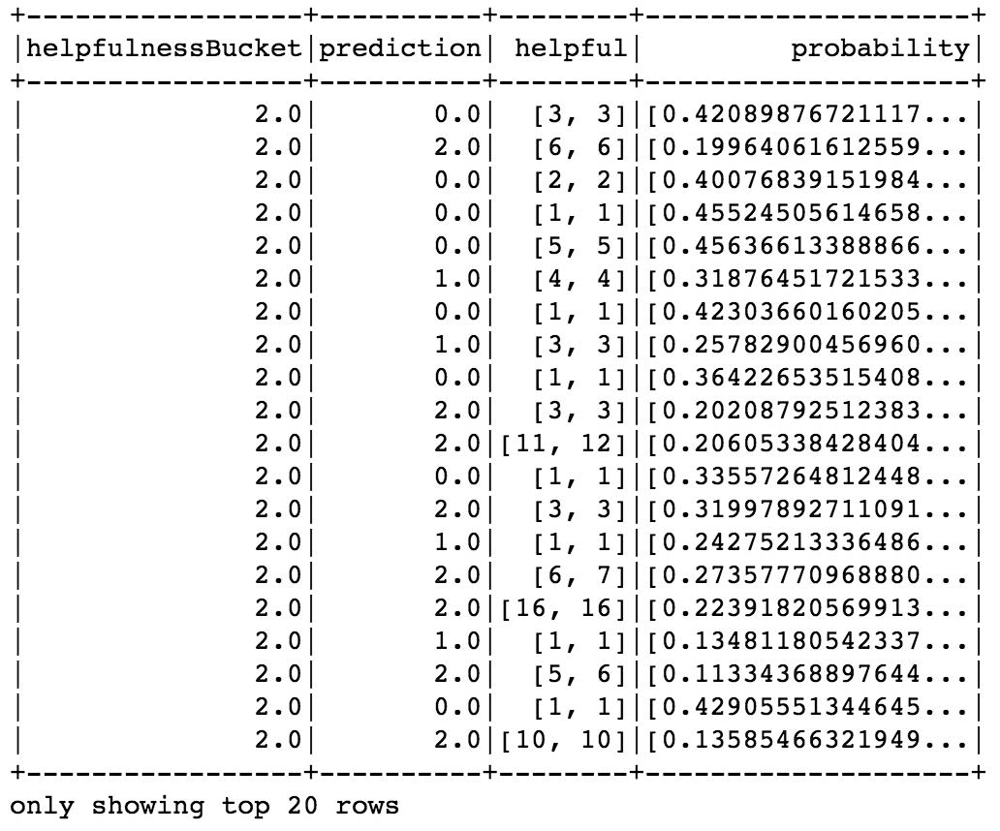 +-----------------+----------+--------+--------------------+
|helpfulnessBucket|prediction| helpful|         probability|
+-----------------+----------+--------+--------------------+
|              2.0|       0.0|  [3, 3]|[0.42089876721117...|
|              2.0|       2.0|  [6, 6]|[0.19964061612559...|
|              2.0|       0.0|  [2, 2]|[0.40076839151984...|
|              2.0|       0.0|  [1, 1]|[0.45524505614658...|
|              2.0|       0.0|  [5, 5]|[0.45636613388866...|
|              2.0|       1.0|  [4, 4]|[0.31876451721533...|
|              2.0|       0.0|  [1, 1]|[0.42303660160205...|
|              2.0|       1.0|  [3, 3]|[0.25782900456960...|
|              2.0|       0.0|  [1, 1]|[0.36422653515408...|
|              2.0|       2.0|  [3, 3]|[0.20208792512383...|
|              2.0|       2.0|[11, 12]|[0.20605338428404...|
|              2.0|       0.0|  [1, 1]|[0.33557264812448...|
|              2.0|       2.0|  [3, 3]|[0.31997892711091...|
|              2.0|       1.0|  [1, 1]|[0.24275213336486...|
|              2.0|       2.0|  [6, 7]|[0.27357770968880...|
|              2.0|       2.0|[16, 16]|[0.22391820569913...|
|              2.0|       1.0|  [1, 1]|[0.13481180542337...|
|              2.0|       2.0|  [5, 6]|[0.11334368897644...|
|              2.0|       0.0|  [1, 1]|[0.42905551344645...|
|              2.0|       2.0|[10, 10]|[0.13585466321949...|
+-----------------+----------+--------+--------------------+
only showing top 20 rows